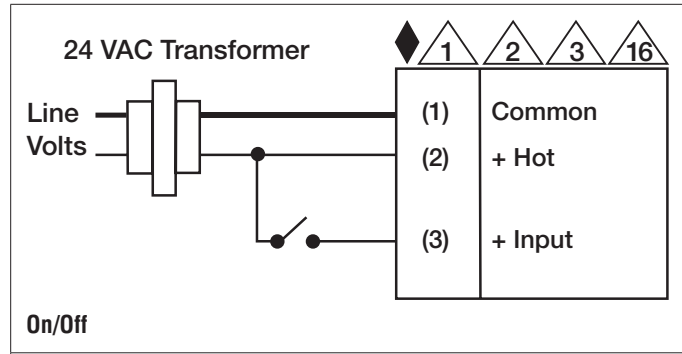 24 VAC Transformer
1 2 3 16
Line
Volts
(1) Common
(2) + Hot
(3) + Input
On/Off